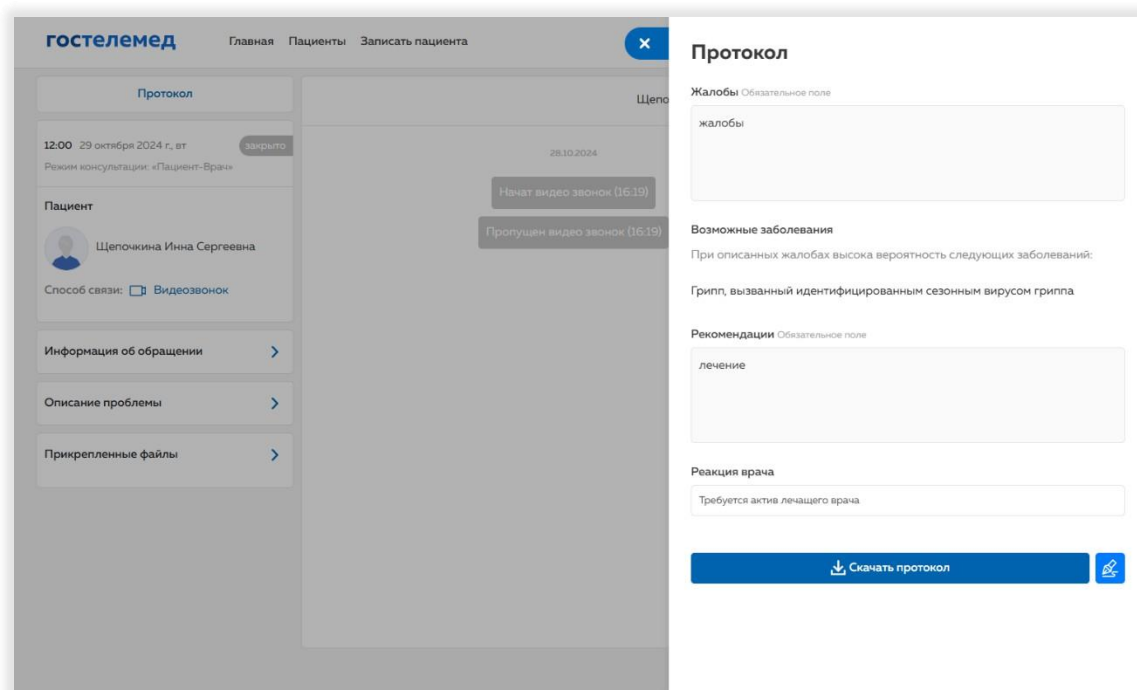 гостелемед
Главная Пациенты Записать пациента
Протокол
12:00 29 октября 2024 г., вт закрыто
Режим консультации: «Пациент-Врач»
Пациент
Щепочкина Инна Сергеевна
Способ связи: Видеозвонок
Информация об обращении
Описание проблемы
Прикрепленные файлы
Щепо
28.10.2024
Начат видео звонок (16:19)
Пропущен видео звонок (16:19)
Протокол
Жалобы Обязательное поле
жалобы
Возможные заболевания
При описанных жалобах высока вероятность следующих заболеваний:
Грипп, вызванный идентифицированным сезонным вирусом гриппа
Рекомендации Обязательное поле
лечение
Реакция врача
Требуется актив лечащего врача
Скачать протокол